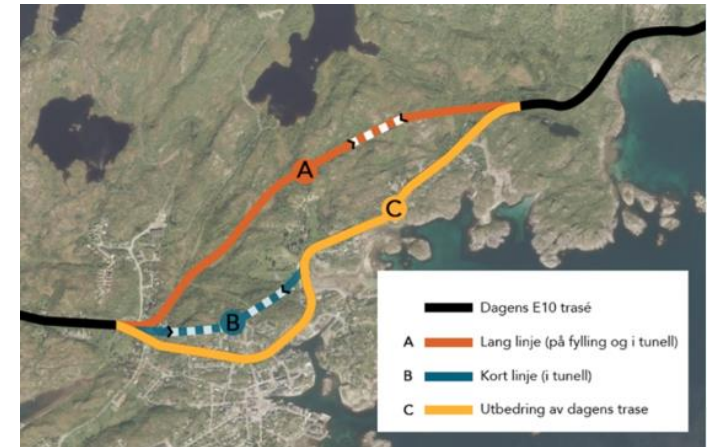 A
C
B
Dagens E10 trasé
A Lang linje (på fylling og i tunell)
B Kort linje (i tunell)
C Utbedring av dagens trase